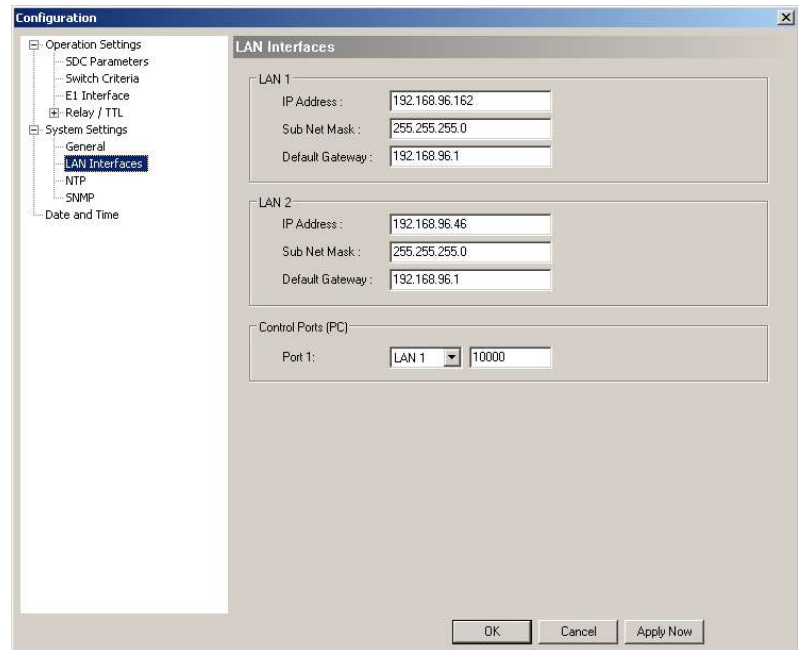 Configuration
Operation Settings
SDC Parameters
Switch Criteria
E1 Interface
Relay / TTL
System Settings
General
LAN Interfaces
NTP
SNMP
Date and Time
LAN Interfaces
LAN 1
IP Address : 192.168.96.162
Sub Net Mask : 255.255.255.0
Default Gateway : 192.168.96.1
LAN 2
IP Address : 192.168.96.46
Sub Net Mask : 255.255.255.0
Default Gateway : 192.168.96.1
Control Ports (PC)
Port 1: LAN 1 10000
OK Cancel Apply Now